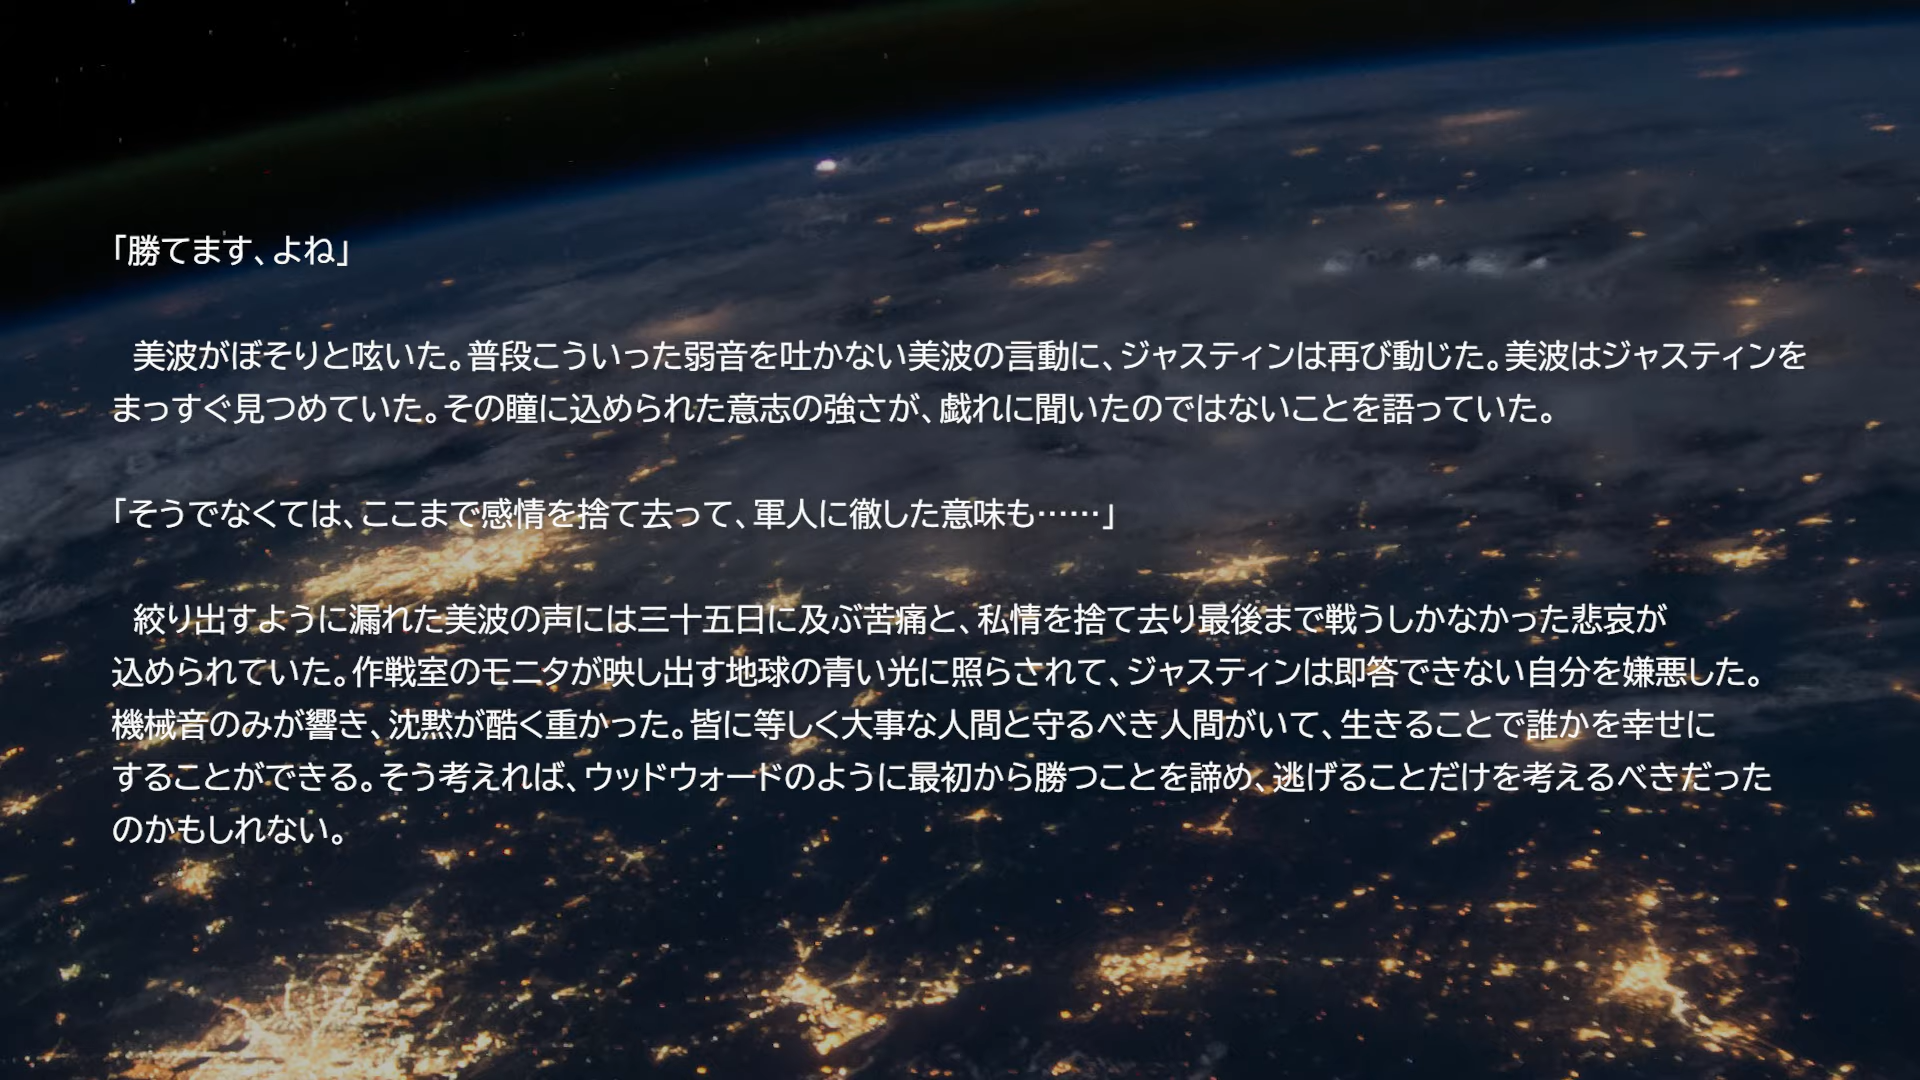 「勝てます、よね」
美波がぼそりと呟いた。普段こういった弱音を吐かない美波の言動に、ジャスティンは再び動じた。美波はジャスティンを
まっすぐ見つめていた。その瞳に込められた意志の強さが、戯れに聞いたのではないことを語っていた。
「そうでなくては、ここまで感情を捨て去って、軍人に徹した意味も……」
絞り出すように漏れた美波の声には三十五日に及ぶ苦痛と、私情を捨て去り最後まで戦うしかなかった悲哀が
込められていた。作戦室のモニタが映し出す地球の青い光に照らされて、ジャスティンは即答できない自分を嫌悪した。
機械音のみが響き、沈黙が酷く重かった。皆に等しく大事な人間と守るべき人間がいて、生きることで誰かを幸せに
することができる。そう考えれば、ウッドウォードのように最初から勝つことを諦め、逃げることだけを考えるべきだった
のかもしれない。